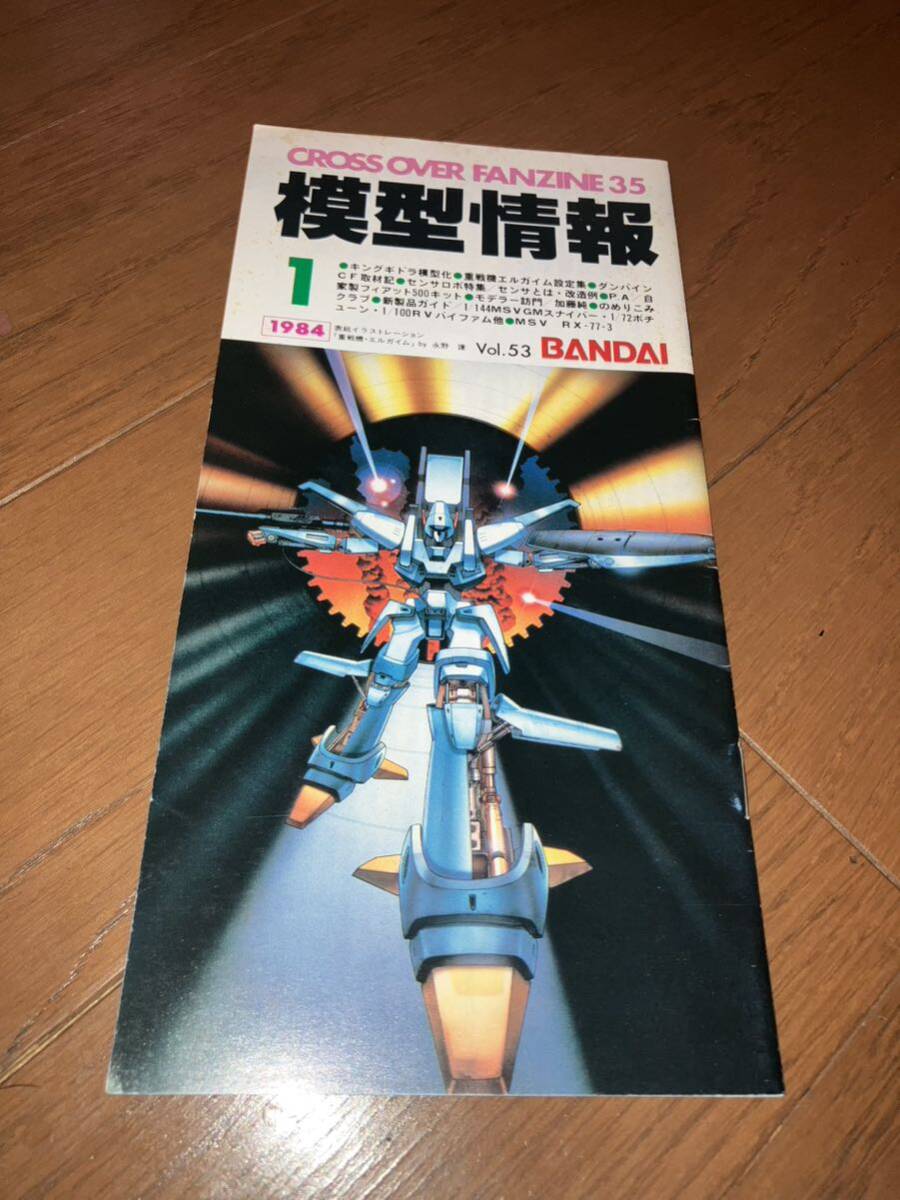 CROSS OVER FANZINE 35
模型情報
1
●キングギドラ模型化●重戦機エルガイム設定集●ダンバイン
CF取材記●センサロボ特集/センサとは・改造例●P.A/自
家製フィアット500キット●モデラー訪問/加藤純●のめりこみ
クラブ●新製品ガイド/1/144MSVGMスナイパー・1/72ボチ
ューン・1/100RVバイファム他●MSV RX-77-3
1984
表紙イラストレーション
「重戦機・エルガイム」by 永野 護
Vol.53
BANDAI